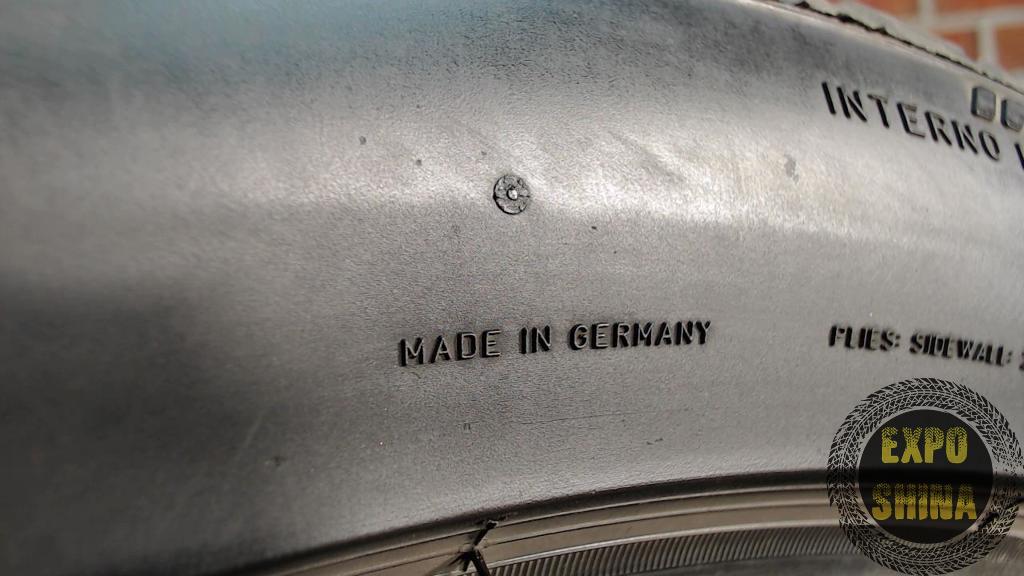 INTERNO
MADE IN GERMANY
PLIES: SIDEWALL:
EXPO
SHINA